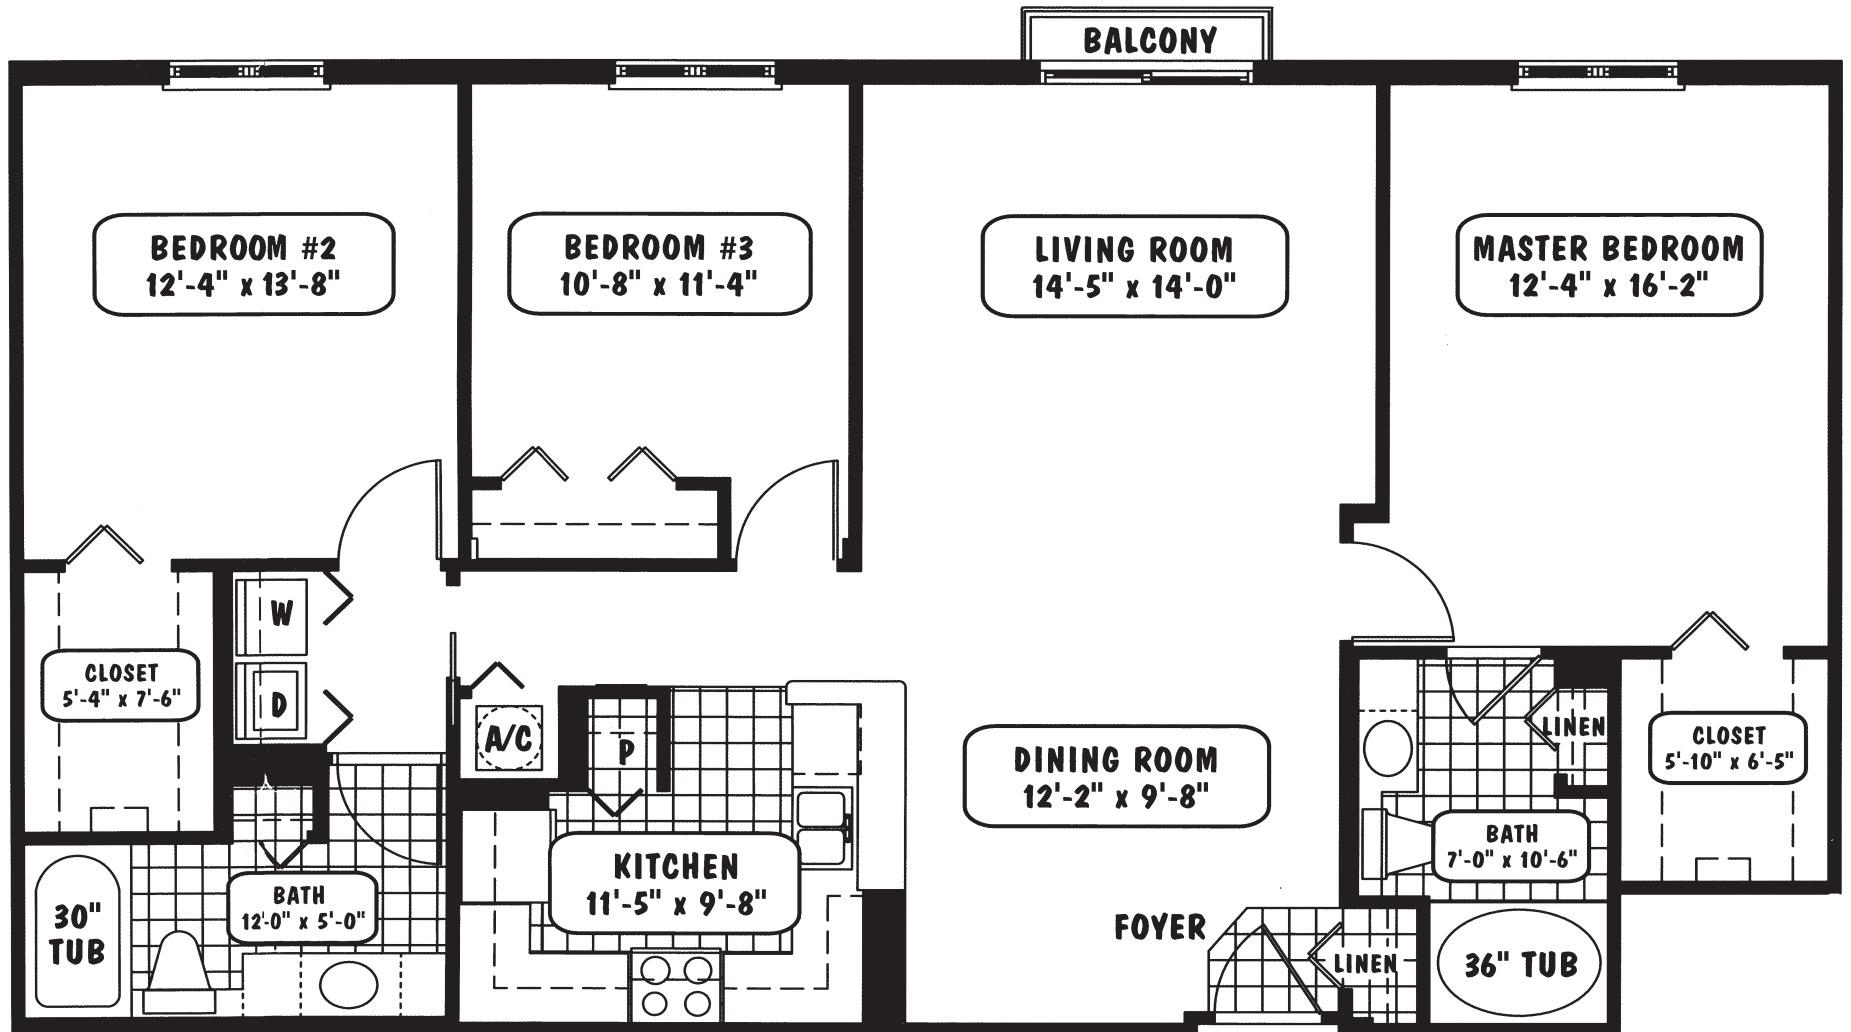 BALCONY
BEDROOM #2
12'-4" x 13'-8"
BEDROOM #3
10'-8" x 11'-4"
LIVING ROOM
14'-5" x 14'-0"
MASTER BEDROOM
12'-4" x 16'-2"
W
D
CLOSET
5'-4" x 7'-6"
A/C
P
DINING ROOM
12'-2" x 9'-8"
LINEN
CLOSET
5'-10" x 6'-5"
KITCHEN
11'-5" x 9'-8"
BATH
7'-0" x 10'-6"
BATH
12'-0" x 5'-0"
30"
TUB
FOYER
LINEN
36" TUB